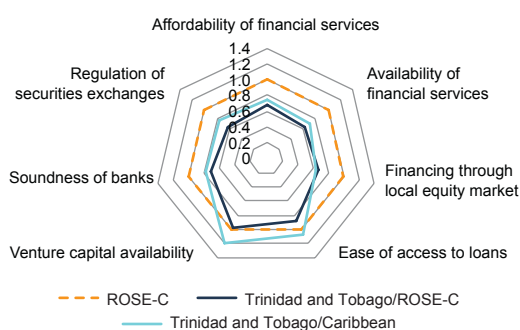 Affordability of financial services
1.4
1.2
1.0
0.8
0.6
0.4
0.2
0
Regulation of
securities exchanges
Availability of
financial services
Soundness of banks
Financing through
local equity market
Venture capital availability
Ease of access to loans
ROSE-C
Trinidad and Tobago/ROSE-C
Trinidad and Tobago/Caribbean